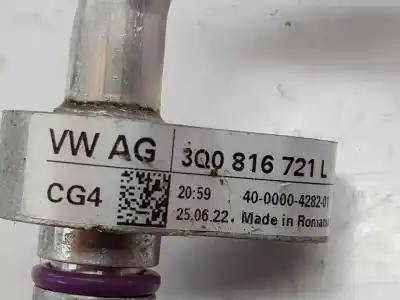 VW AG 3Q0 816 721 L
CG4 20:59 40-0000-4282-01
25.06.22. Made in Romania